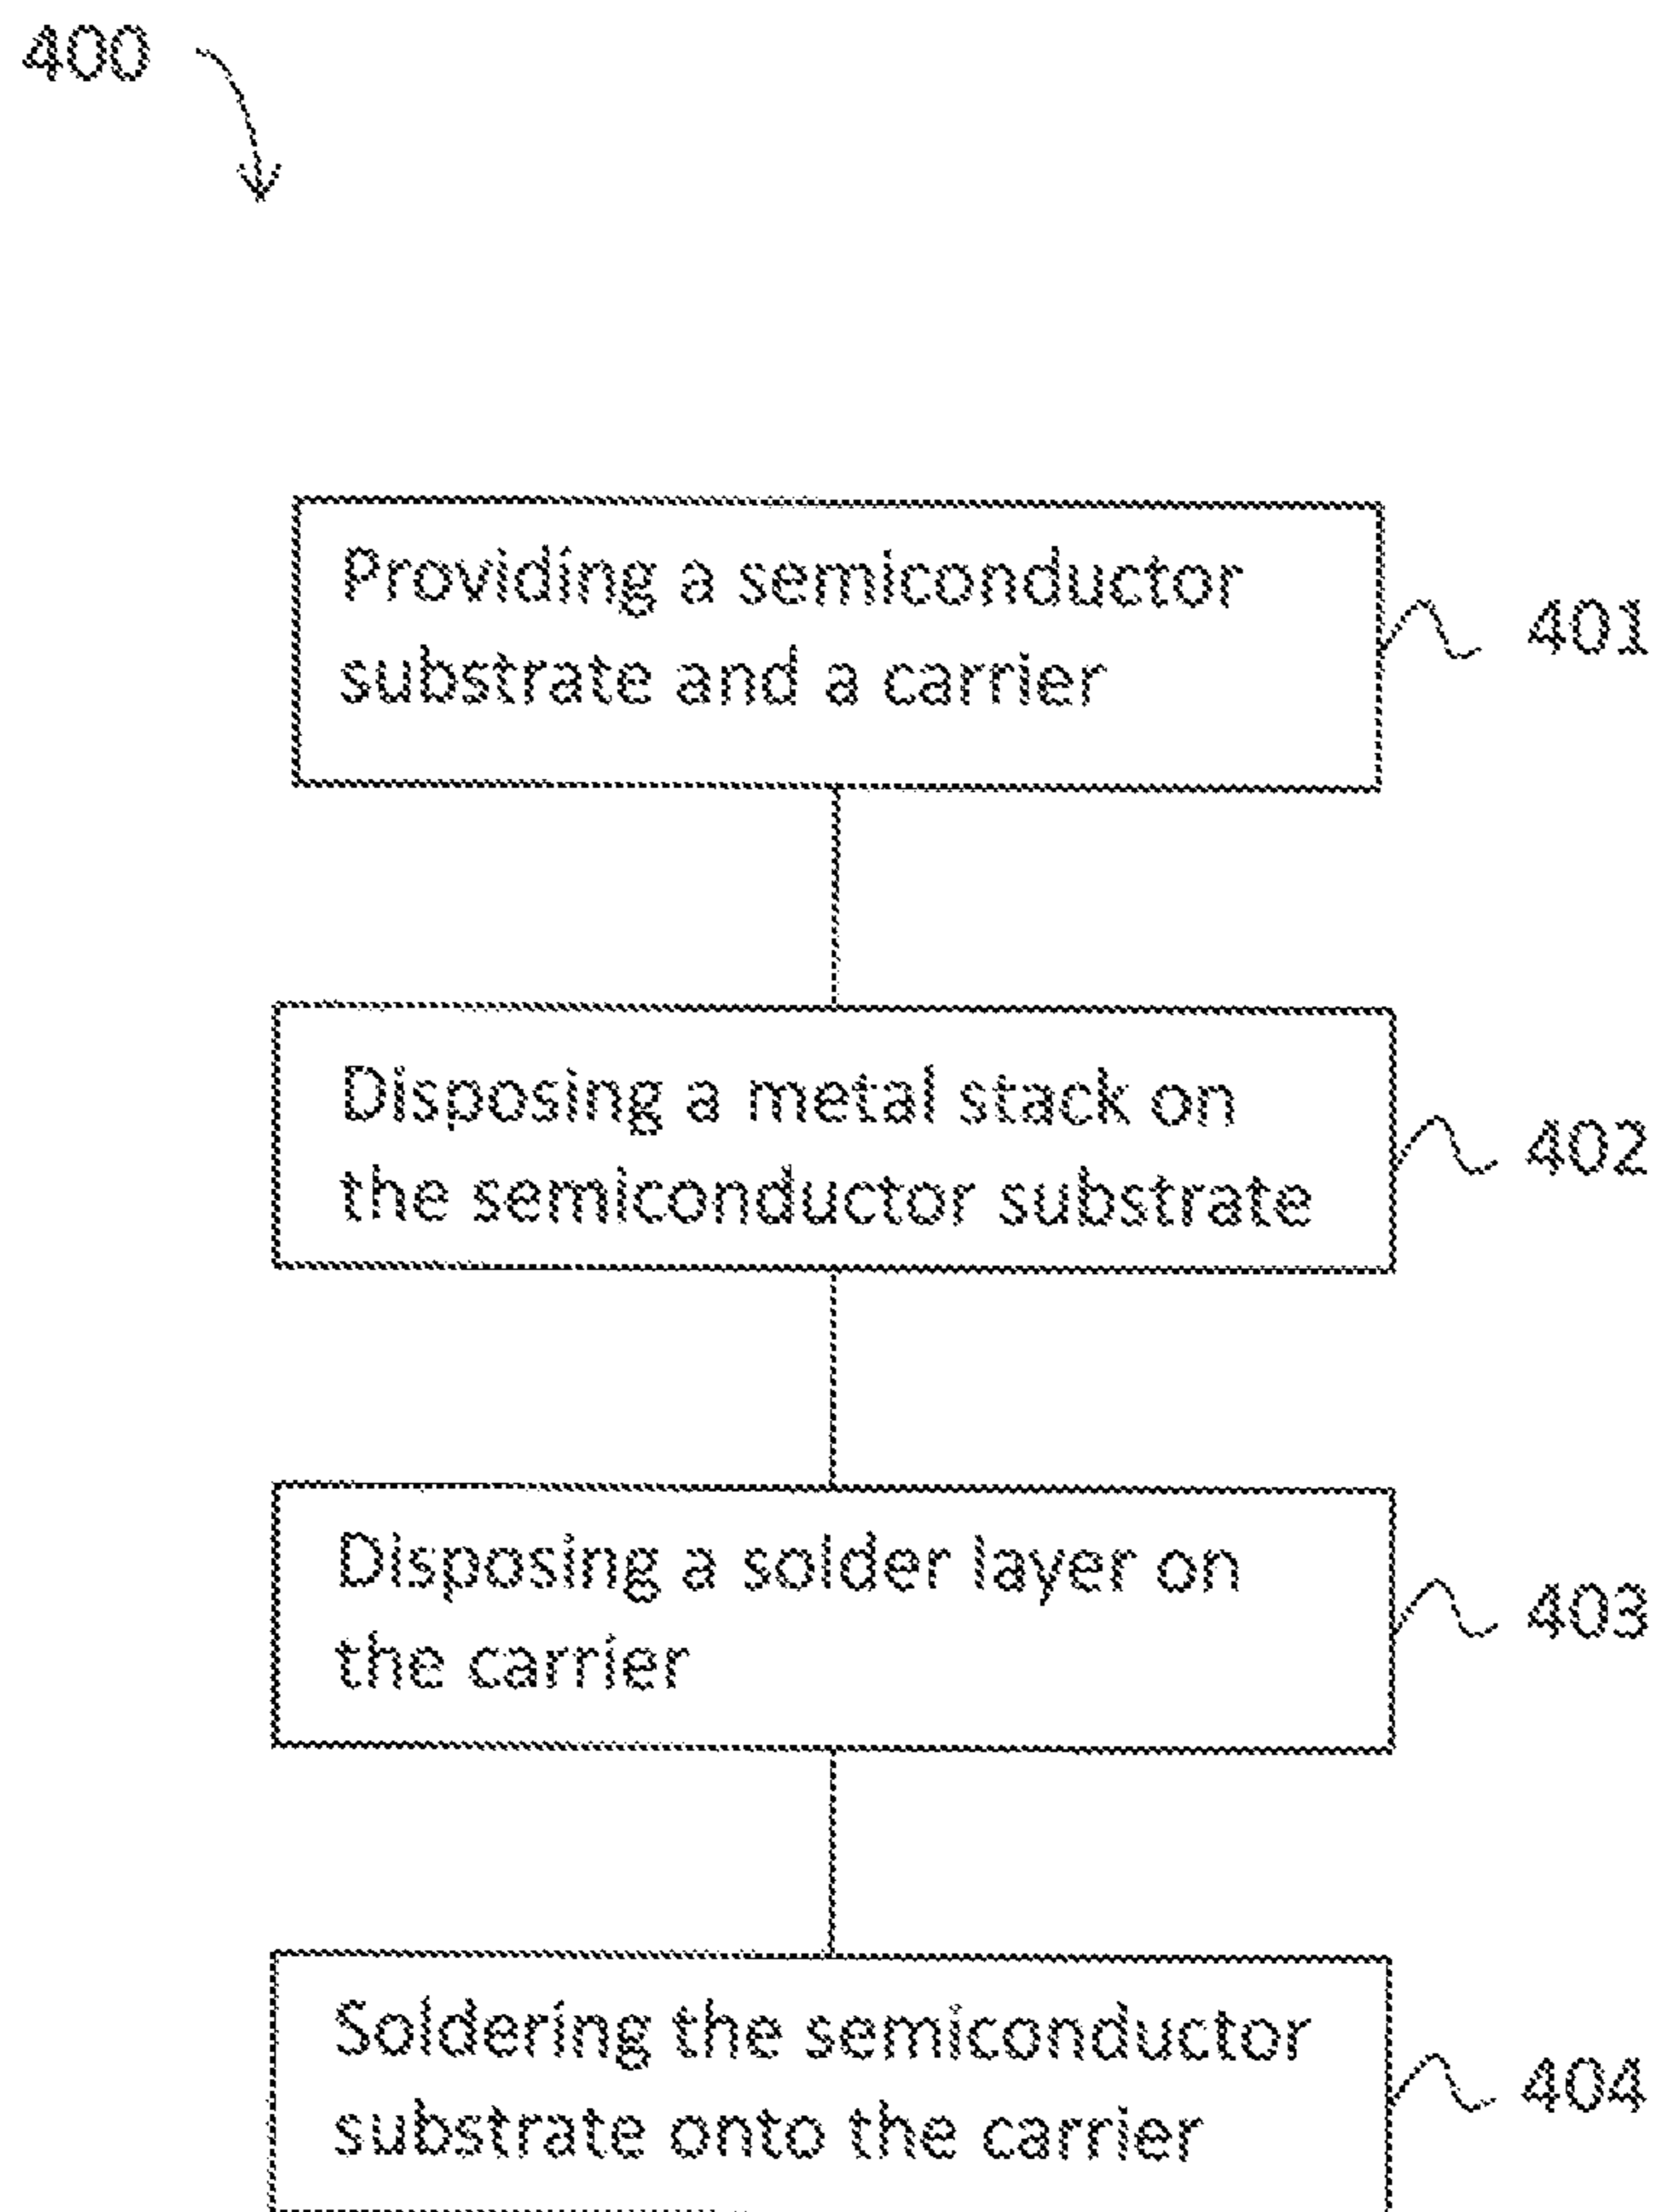 400
Providing a semiconductor
substrate and a carrier
401
Disposing a metal stack on
the semiconductor substrate
402
Disposing a solder layer on
the carrier
403
Soldering the semiconductor
substrate onto the carrier
404